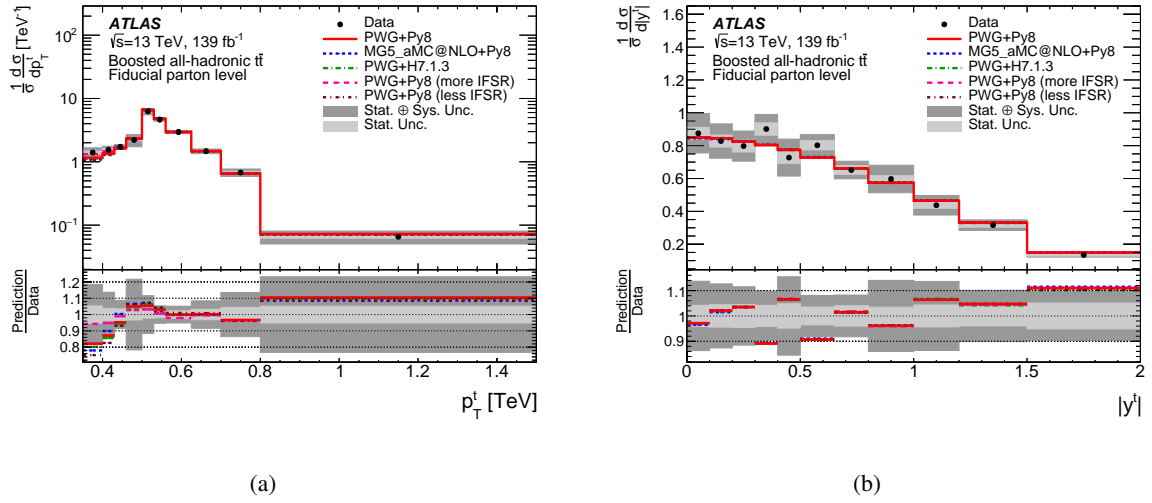 1/σ d σ/dp_T^t [TeV⁻¹]
ATLAS
√s=13 TeV, 139 fb⁻¹
Boosted all-hadronic tt̄
Fiducial parton level
Data
PWG+Py8
MG5_aMC@NLO+Py8
PWG+H7.1.3
PWG+Py8 (more IFSR)
PWG+Py8 (less IFSR)
Stat. ⊕ Sys. Unc.
Stat. Unc.
10²
10
1
10⁻¹
Prediction
Data
1.2
1.1
1
0.9
0.8
0.4 0.6 0.8 1 1.2 1.4
p_T^t [TeV]
(a)
1/σ d σ/d|y^t|
ATLAS
√s=13 TeV, 139 fb⁻¹
Boosted all-hadronic tt̄
Fiducial parton level
Data
PWG+Py8
MG5_aMC@NLO+Py8
PWG+H7.1.3
PWG+Py8 (more IFSR)
PWG+Py8 (less IFSR)
Stat. ⊕ Sys. Unc.
Stat. Unc.
1.6
1.4
1.2
1
0.8
0.6
0.4
0.2
Prediction
Data
1.1
1
0.9
0 0.5 1 1.5 2
|y^t|
(b)